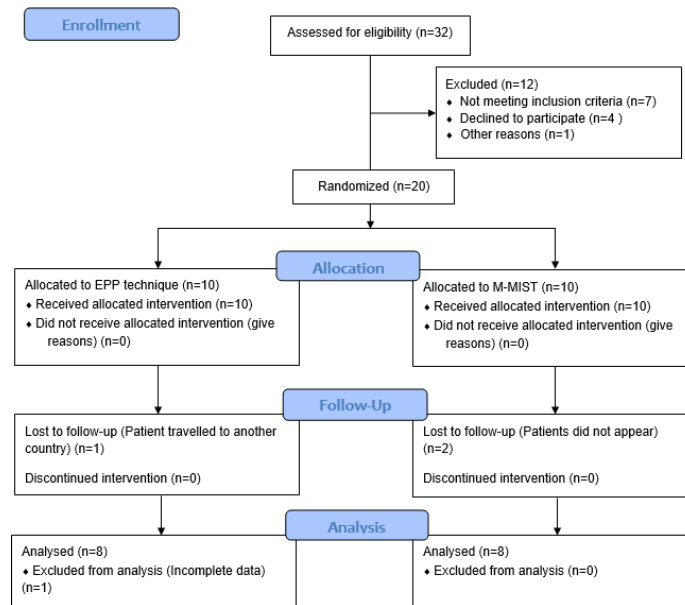 Enrollment
Assessed for eligibility (n=32)
Excluded (n=12)
♦ Not meeting inclusion criteria (n=7)
♦ Declined to participate (n=4 )
♦ Other reasons (n=1)
Randomized (n=20)
Allocation
Allocated to EPP technique (n=10)
♦ Received allocated intervention (n=10)
♦ Did not receive allocated intervention (give
reasons) (n=0)
Allocated to M-MIST (n=10)
♦ Received allocated intervention (n=10)
♦ Did not receive allocated intervention (give
reasons) (n=0)
Follow-Up
Lost to follow-up (Patient travelled to another
country) (n=1)
Discontinued intervention (n=0)
Lost to follow-up (Patients did not appear)
(n=2)
Discontinued intervention (n=0)
Analysis
Analysed (n=8)
♦ Excluded from analysis (Incomplete data)
(n=1)
Analysed (n=8)
♦ Excluded from analysis (n=0)